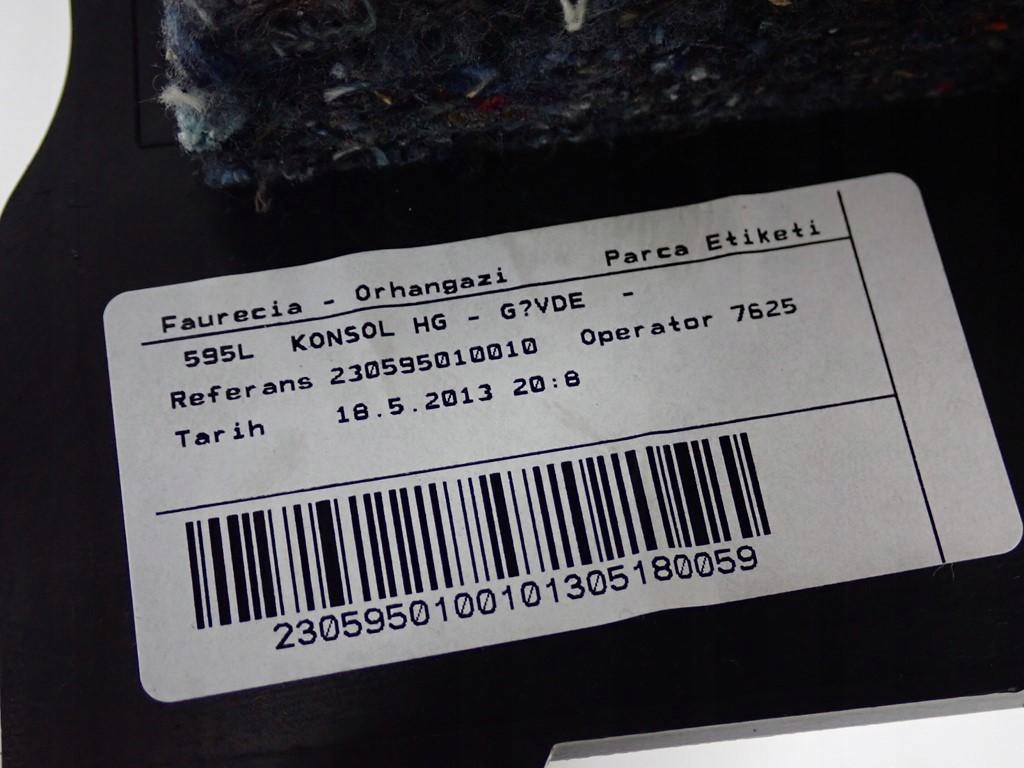 Faurecia - Orhangazi Parca Etiketi
595L KONSOL HG - G?VDE -
Referans 230595010010 Operator 7625
Tarih 18.5.2013 20:8
2305950100101305180059